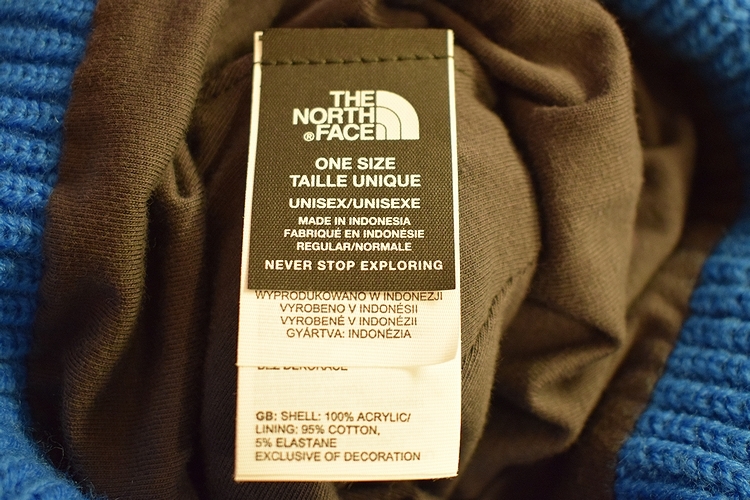 THE
NORTH
®FACE
ONE SIZE
TAILLE UNIQUE
UNISEX/UNISEXE
MADE IN INDONESIA
FABRIQUÉ EN INDONÉSIE
REGULAR/NORMALE
NEVER STOP EXPLORING
WYPRODUKOWANO W INDONEZJI
VYROBENO V INDONÉSII
VYROBENÉ V INDONÉZII
GYÁRTVA: INDONÉZIA
BEZ DEKORACE
GB: SHELL: 100% ACRYLIC/
LINING: 95% COTTON,
5% ELASTANE
EXCLUSIVE OF DECORATION